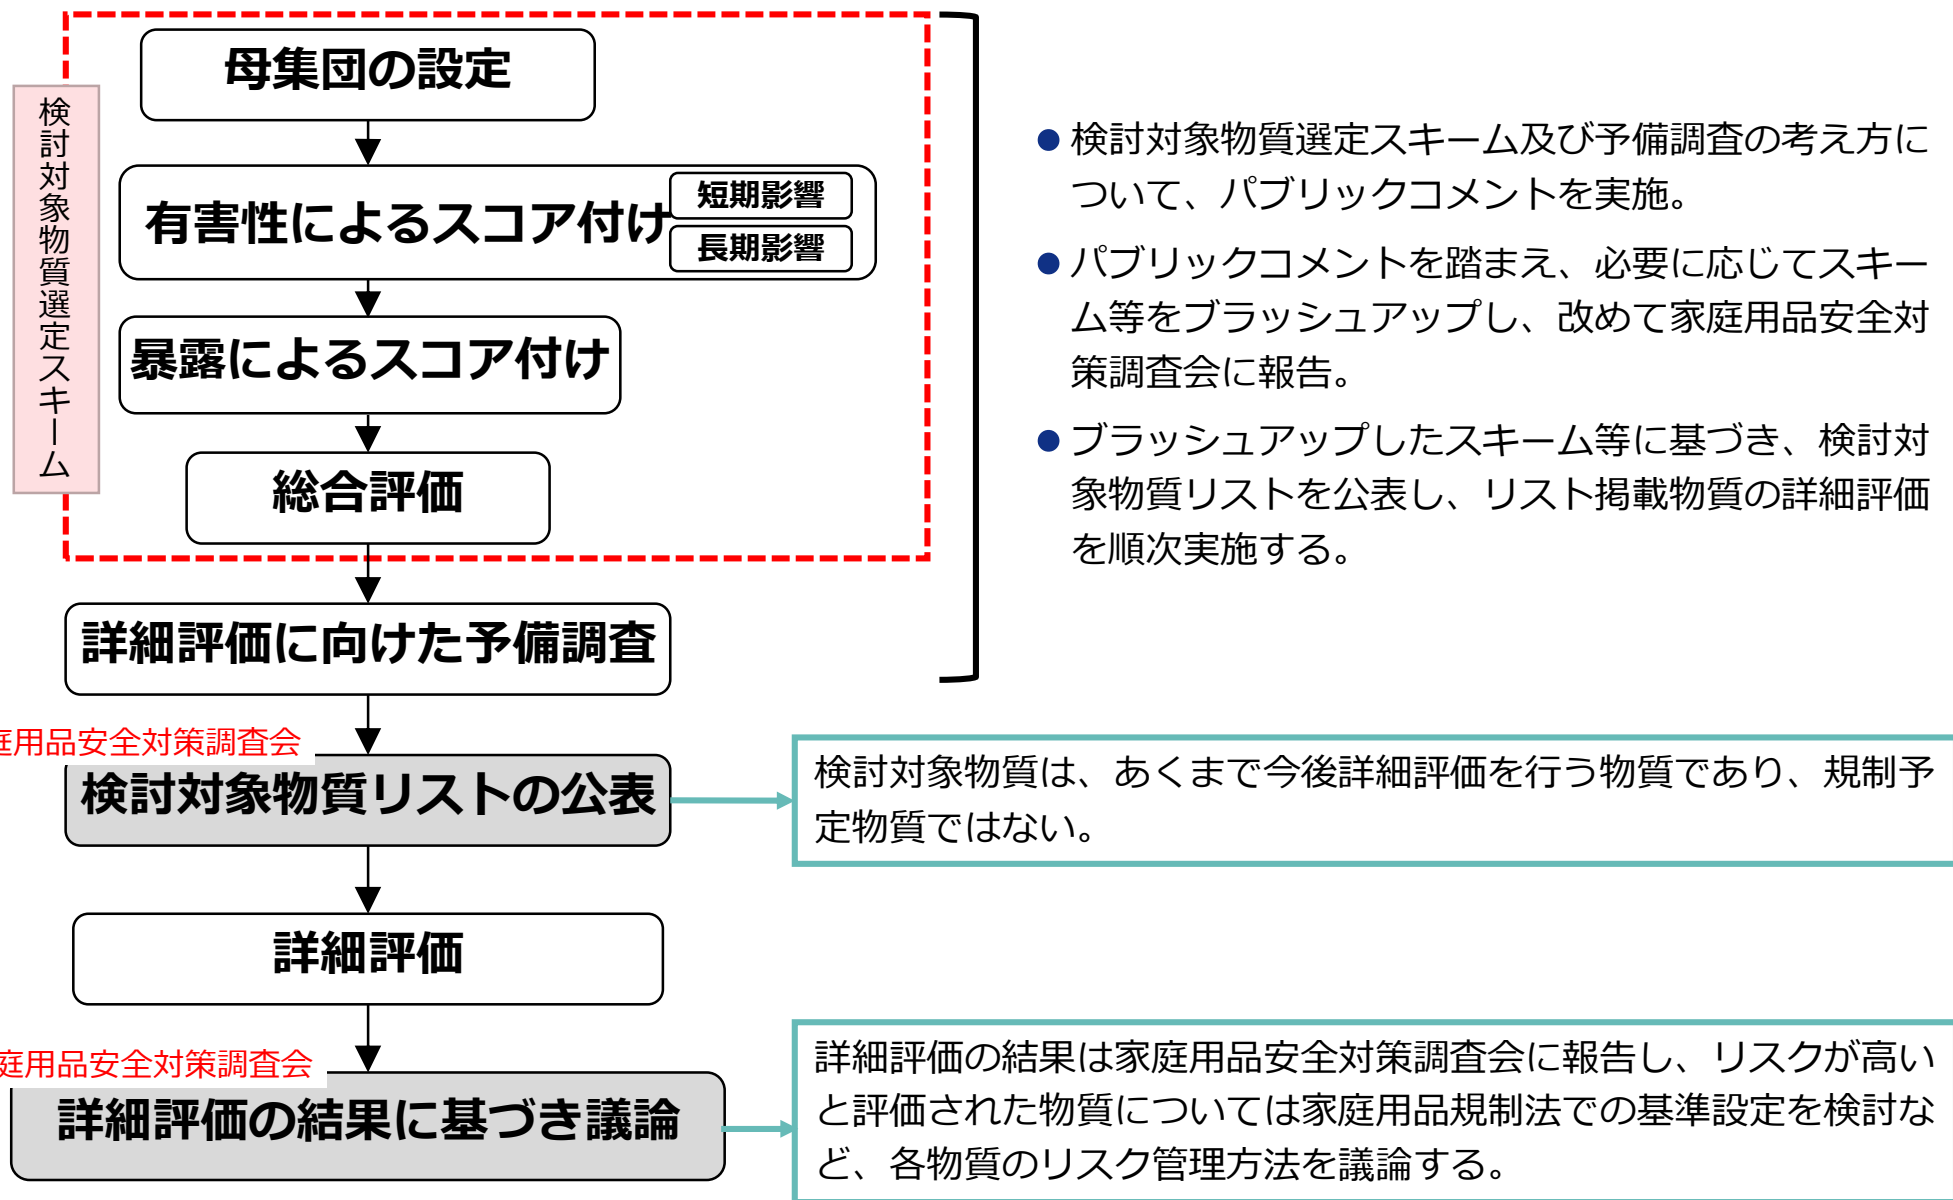 検討対象物質選定スキーム
母集団の設定
有害性によるスコア付け
短期影響
長期影響
暴露によるスコア付け
総合評価
詳細評価に向けた予備調査
庭用品安全対策調査会
検討対象物質リストの公表
詳細評価
庭用品安全対策調査会
詳細評価の結果に基づき議論
●検討対象物質選定スキーム及び予備調査の考え方に
ついて、パブリックコメントを実施。
●パブリックコメントを踏まえ、必要に応じてスキー
ム等をブラッシュアップし、改めて家庭用品安全対
策調査会に報告。
●ブラッシュアップしたスキーム等に基づき、検討対
象物質リストを公表し、リスト掲載物質の詳細評価
を順次実施する。
検討対象物質は、あくまで今後詳細評価を行う物質であり、規制予
定物質ではない。
詳細評価の結果は家庭用品安全対策調査会に報告し、リスクが高い
と評価された物質については家庭用品規制法での基準設定を検討な
ど、各物質のリスク管理方法を議論する。